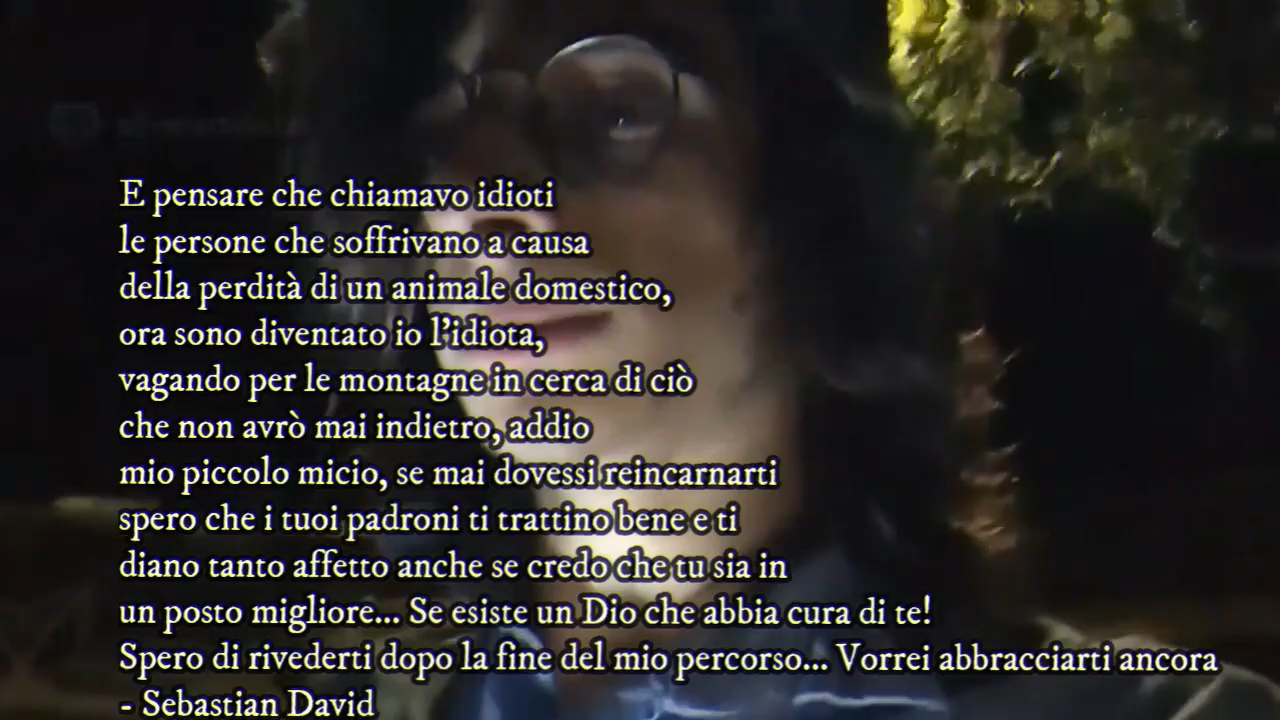 E pensare che chiamavo idioti
le persone che soffrivano a causa
della perdità di un animale domestico,
ora sono diventato io l'idiota,
vagando per le montagne in cerca di ciò
che non avrò mai indietro, addio
mio piccolo micio, se mai dovessi reincarnarti
spero che i tuoi padroni ti trattino bene e ti
diano tanto affetto anche se credo che tu sia in
un posto migliore... Se esiste un Dio che abbia cura di te!
Spero di rivederti dopo la fine del mio percorso... Vorrei abbracciarti ancora
- Sebastian David